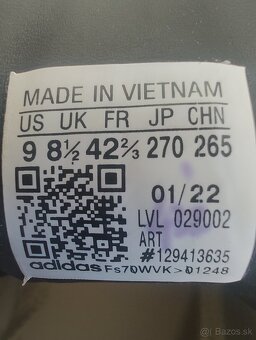 MADE IN VIETNAM
US UK FR JP CHN
9 8½ 42⅔ 270 265
01/22
LVL 029002
ART
#129413635
adidas Fs70WVK>01248
bazos.sk